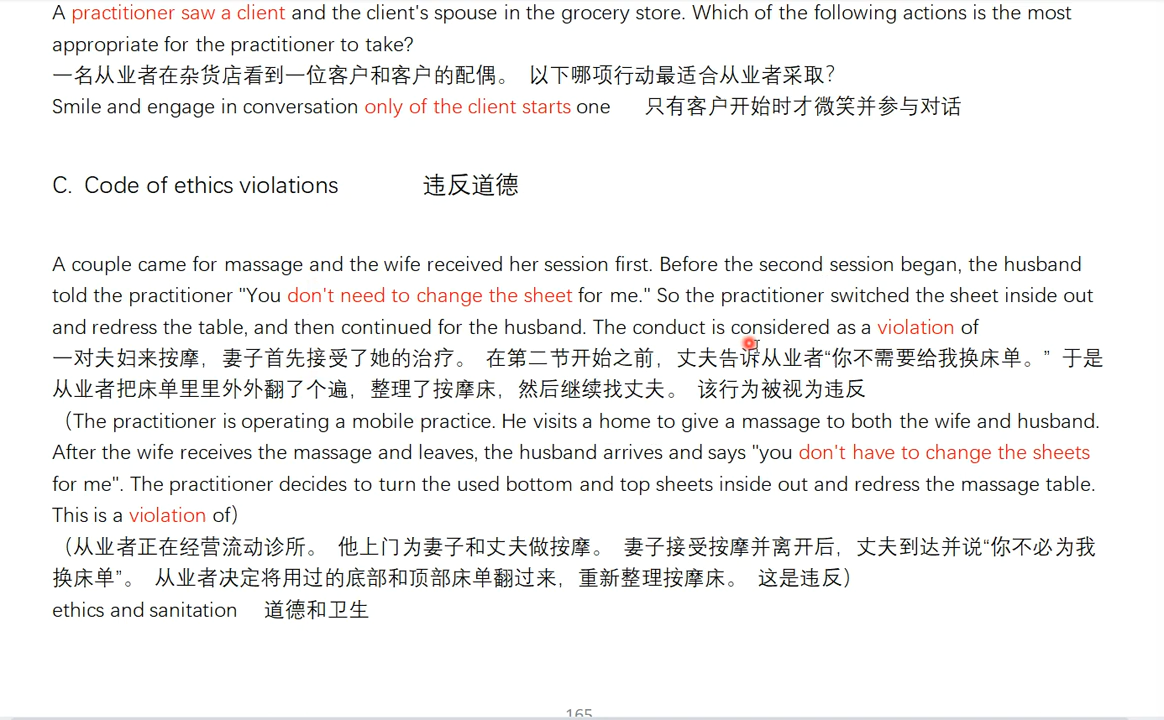 A practitioner saw a client and the client's spouse in the grocery store. Which of the following actions is the most
appropriate for the practitioner to take?
一名从业者在杂货店看到一位客户和客户的配偶。 以下哪项行动最适合从业者采取?
Smile and engage in conversation only of the client starts one 只有客户开始时才微笑并参与对话
C. Code of ethics violations 违反道德
A couple came for massage and the wife received her session first. Before the second session began, the husband
told the practitioner "You don't need to change the sheet for me." So the practitioner switched the sheet inside out
and redress the table, and then continued for the husband. The conduct is considered as a violation of
一对夫妇来按摩，妻子首先接受了她的治疗。 在第二节开始之前，丈夫告诉从业者“你不需要给我换床单。” 于是
从业者把床单里里外外翻了个遍，整理了按摩床，然后继续找丈夫。 该行为被视为违反
（The practitioner is operating a mobile practice. He visits a home to give a massage to both the wife and husband.
After the wife receives the massage and leaves, the husband arrives and says "you don't have to change the sheets
for me". The practitioner decides to turn the used bottom and top sheets inside out and redress the massage table.
This is a violation of）
（从业者正在经营流动诊所。 他上门为妻子和丈夫做按摩。 妻子接受按摩并离开后，丈夫到达并说“你不必为我
换床单”。 从业者决定将用过的底部和顶部床单翻过来，重新整理按摩床。 这是违反）
ethics and sanitation 道德和卫生
165